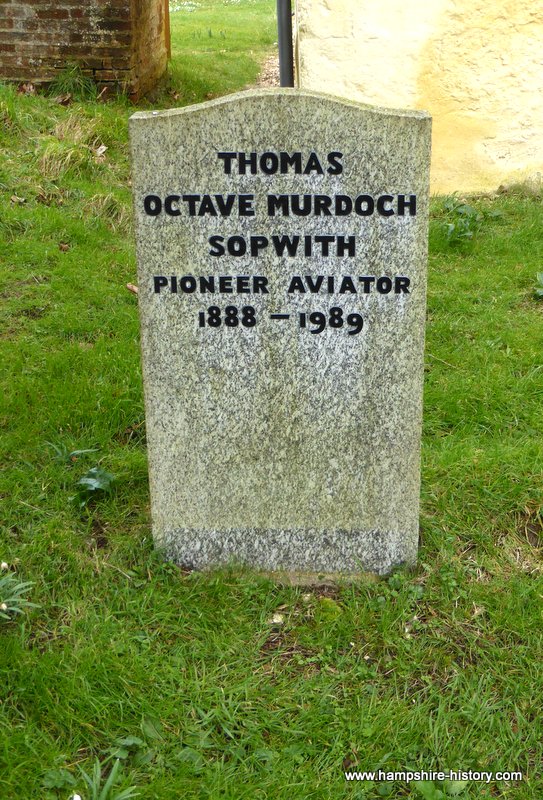 THOMAS
OCTAVE MURDOCH
SOPWITH
PIONEER AVIATOR
1888 - 1989
www.hampshire-history.com